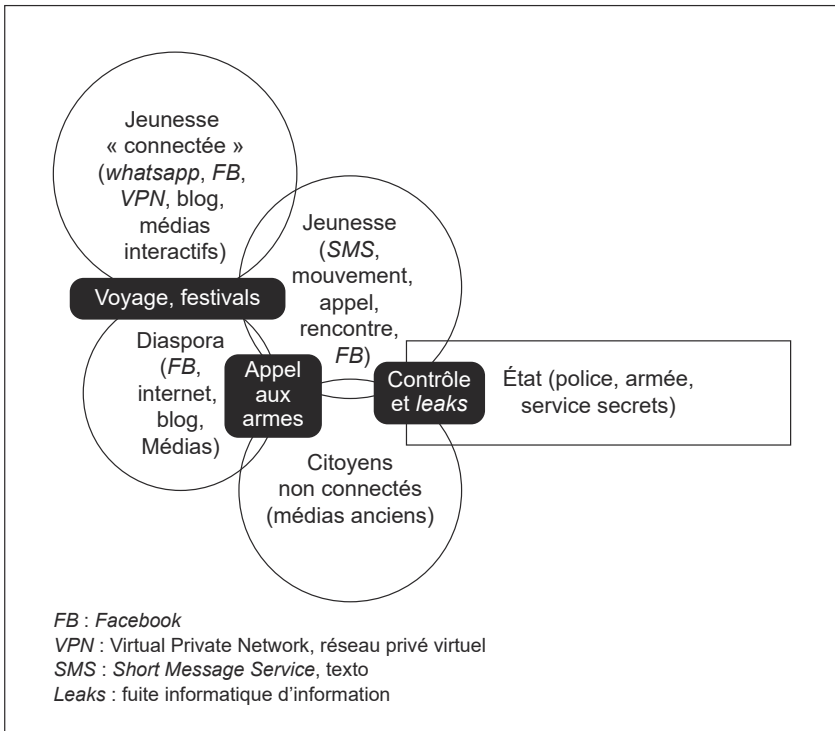 Jeunesse
« connectée »
(whatsapp, FB,
VPN, blog,
médias
interactifs)
Jeunesse
(SMS,
mouvement,
appel,
rencontre,
FB)
Voyage, festivals
Diaspora
(FB,
internet,
blog,
Médias)
Appel
aux
armes
Contrôle
et leaks
État (police, armée,
service secrets)
Citoyens
non connectés
(médias anciens)
FB : Facebook
VPN : Virtual Private Network, réseau privé virtuel
SMS : Short Message Service, texto
Leaks : fuite informatique d’information